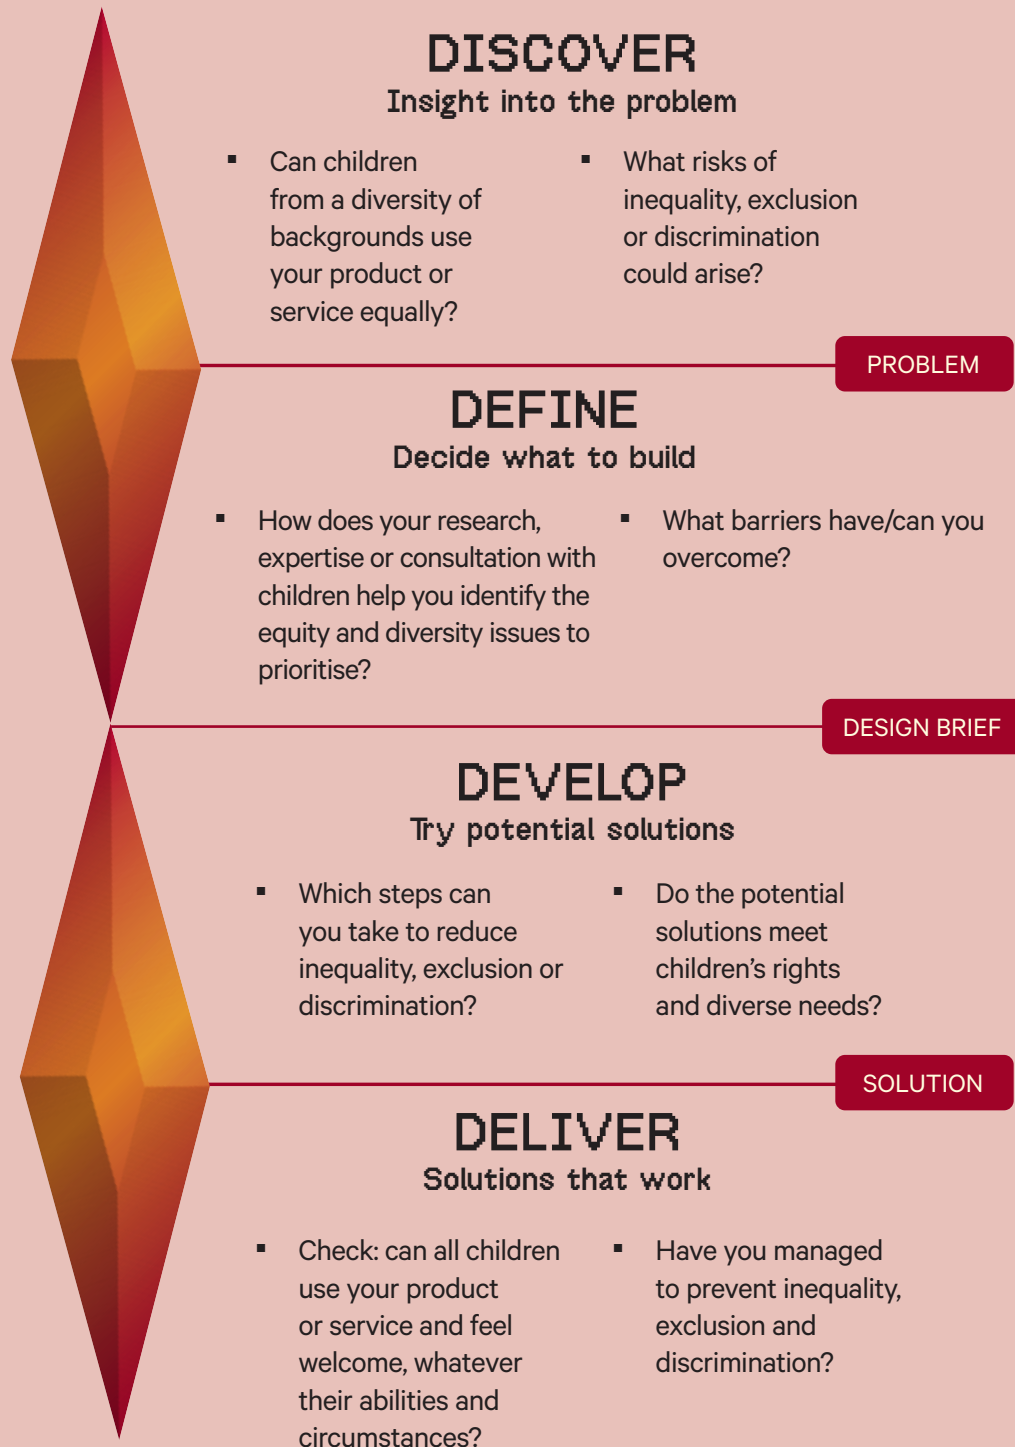 DISCOVER
Insight into the problem
▪ Can children
from a diversity of
backgrounds use
your product or
service equally?
▪ What risks of
inequality, exclusion
or discrimination
could arise?
PROBLEM
DEFINE
Decide what to build
▪ How does your research,
expertise or consultation with
children help you identify the
equity and diversity issues to
prioritise?
▪ What barriers have/can you
overcome?
DESIGN BRIEF
DEVELOP
Try potential solutions
▪ Which steps can
you take to reduce
inequality, exclusion or
discrimination?
▪ Do the potential
solutions meet
children’s rights
and diverse needs?
SOLUTION
DELIVER
Solutions that work
▪ Check: can all children
use your product
or service and feel
welcome, whatever
their abilities and
circumstances?
▪ Have you managed
to prevent inequality,
exclusion and
discrimination?